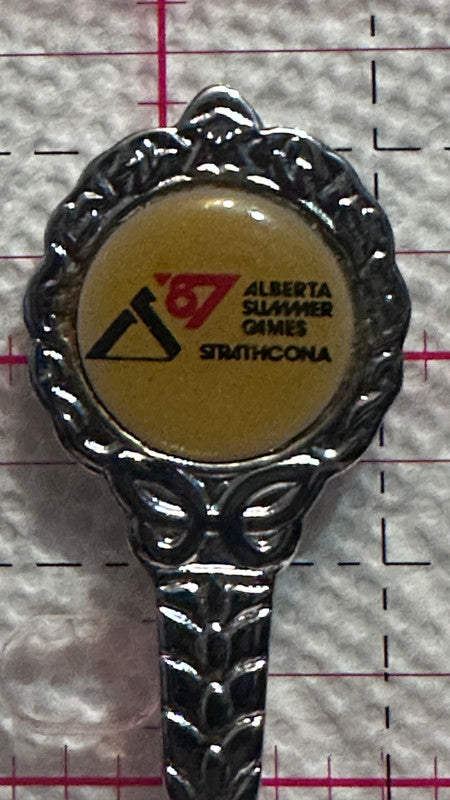 '87
ALBERTA
SUMMER
GAMES
STRATHCONA